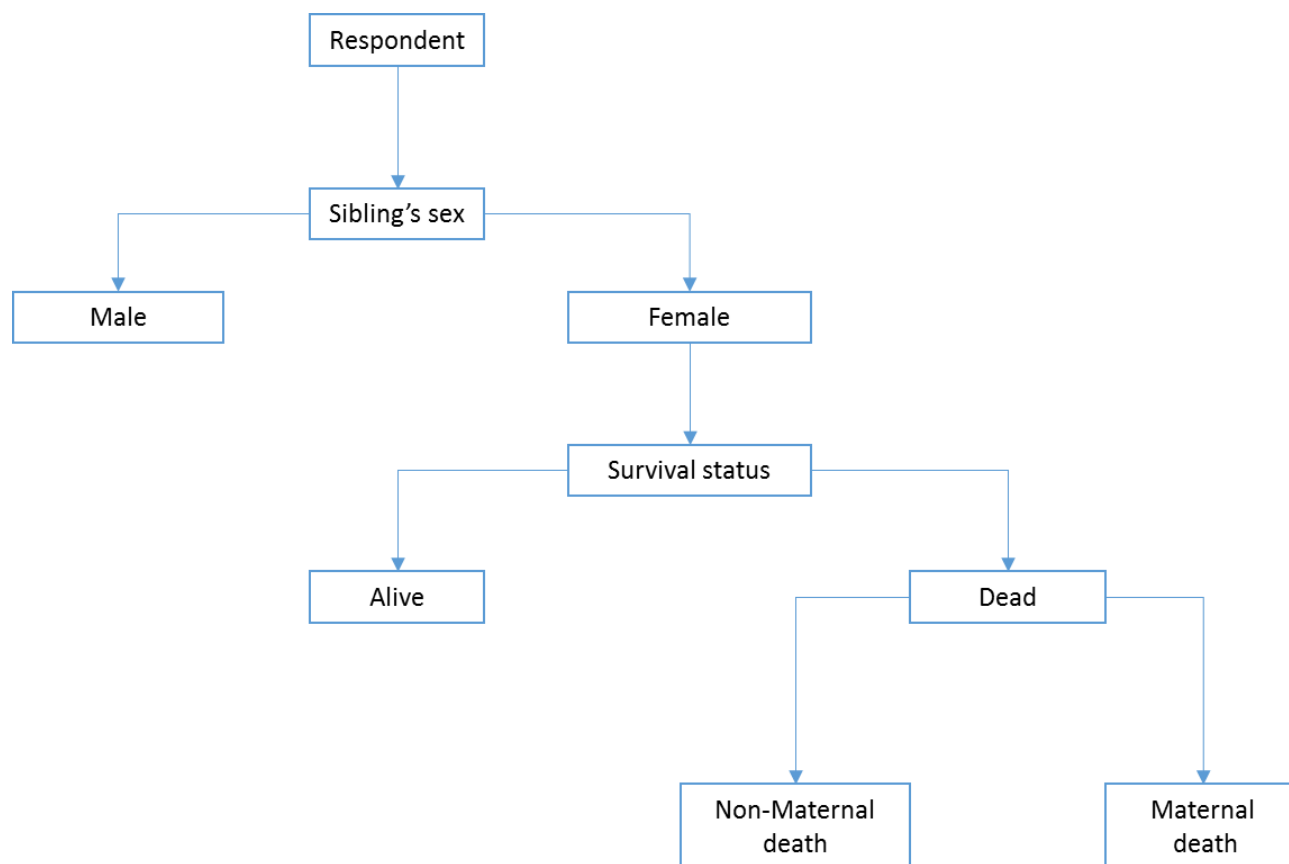 Respondent
Sibling’s sex
Male
Female
Survival status
Alive
Dead
Non-Maternal
death
Maternal
death